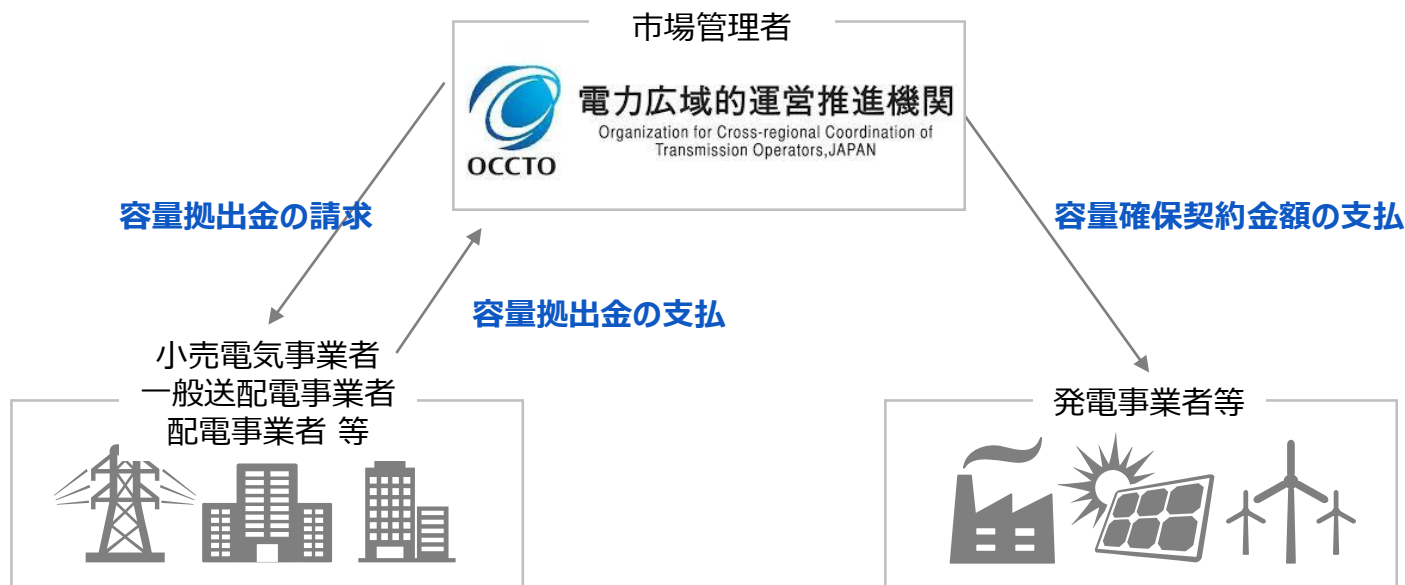 市場管理者
OCCTO
電力広域的運営推進機関
Organization for Cross-regional Coordination of
Transmission Operators,JAPAN
容量拠出金の請求
容量確保契約金額の支払
容量拠出金の支払
小売電気事業者
一般送配電事業者
配電事業者 等
発電事業者等